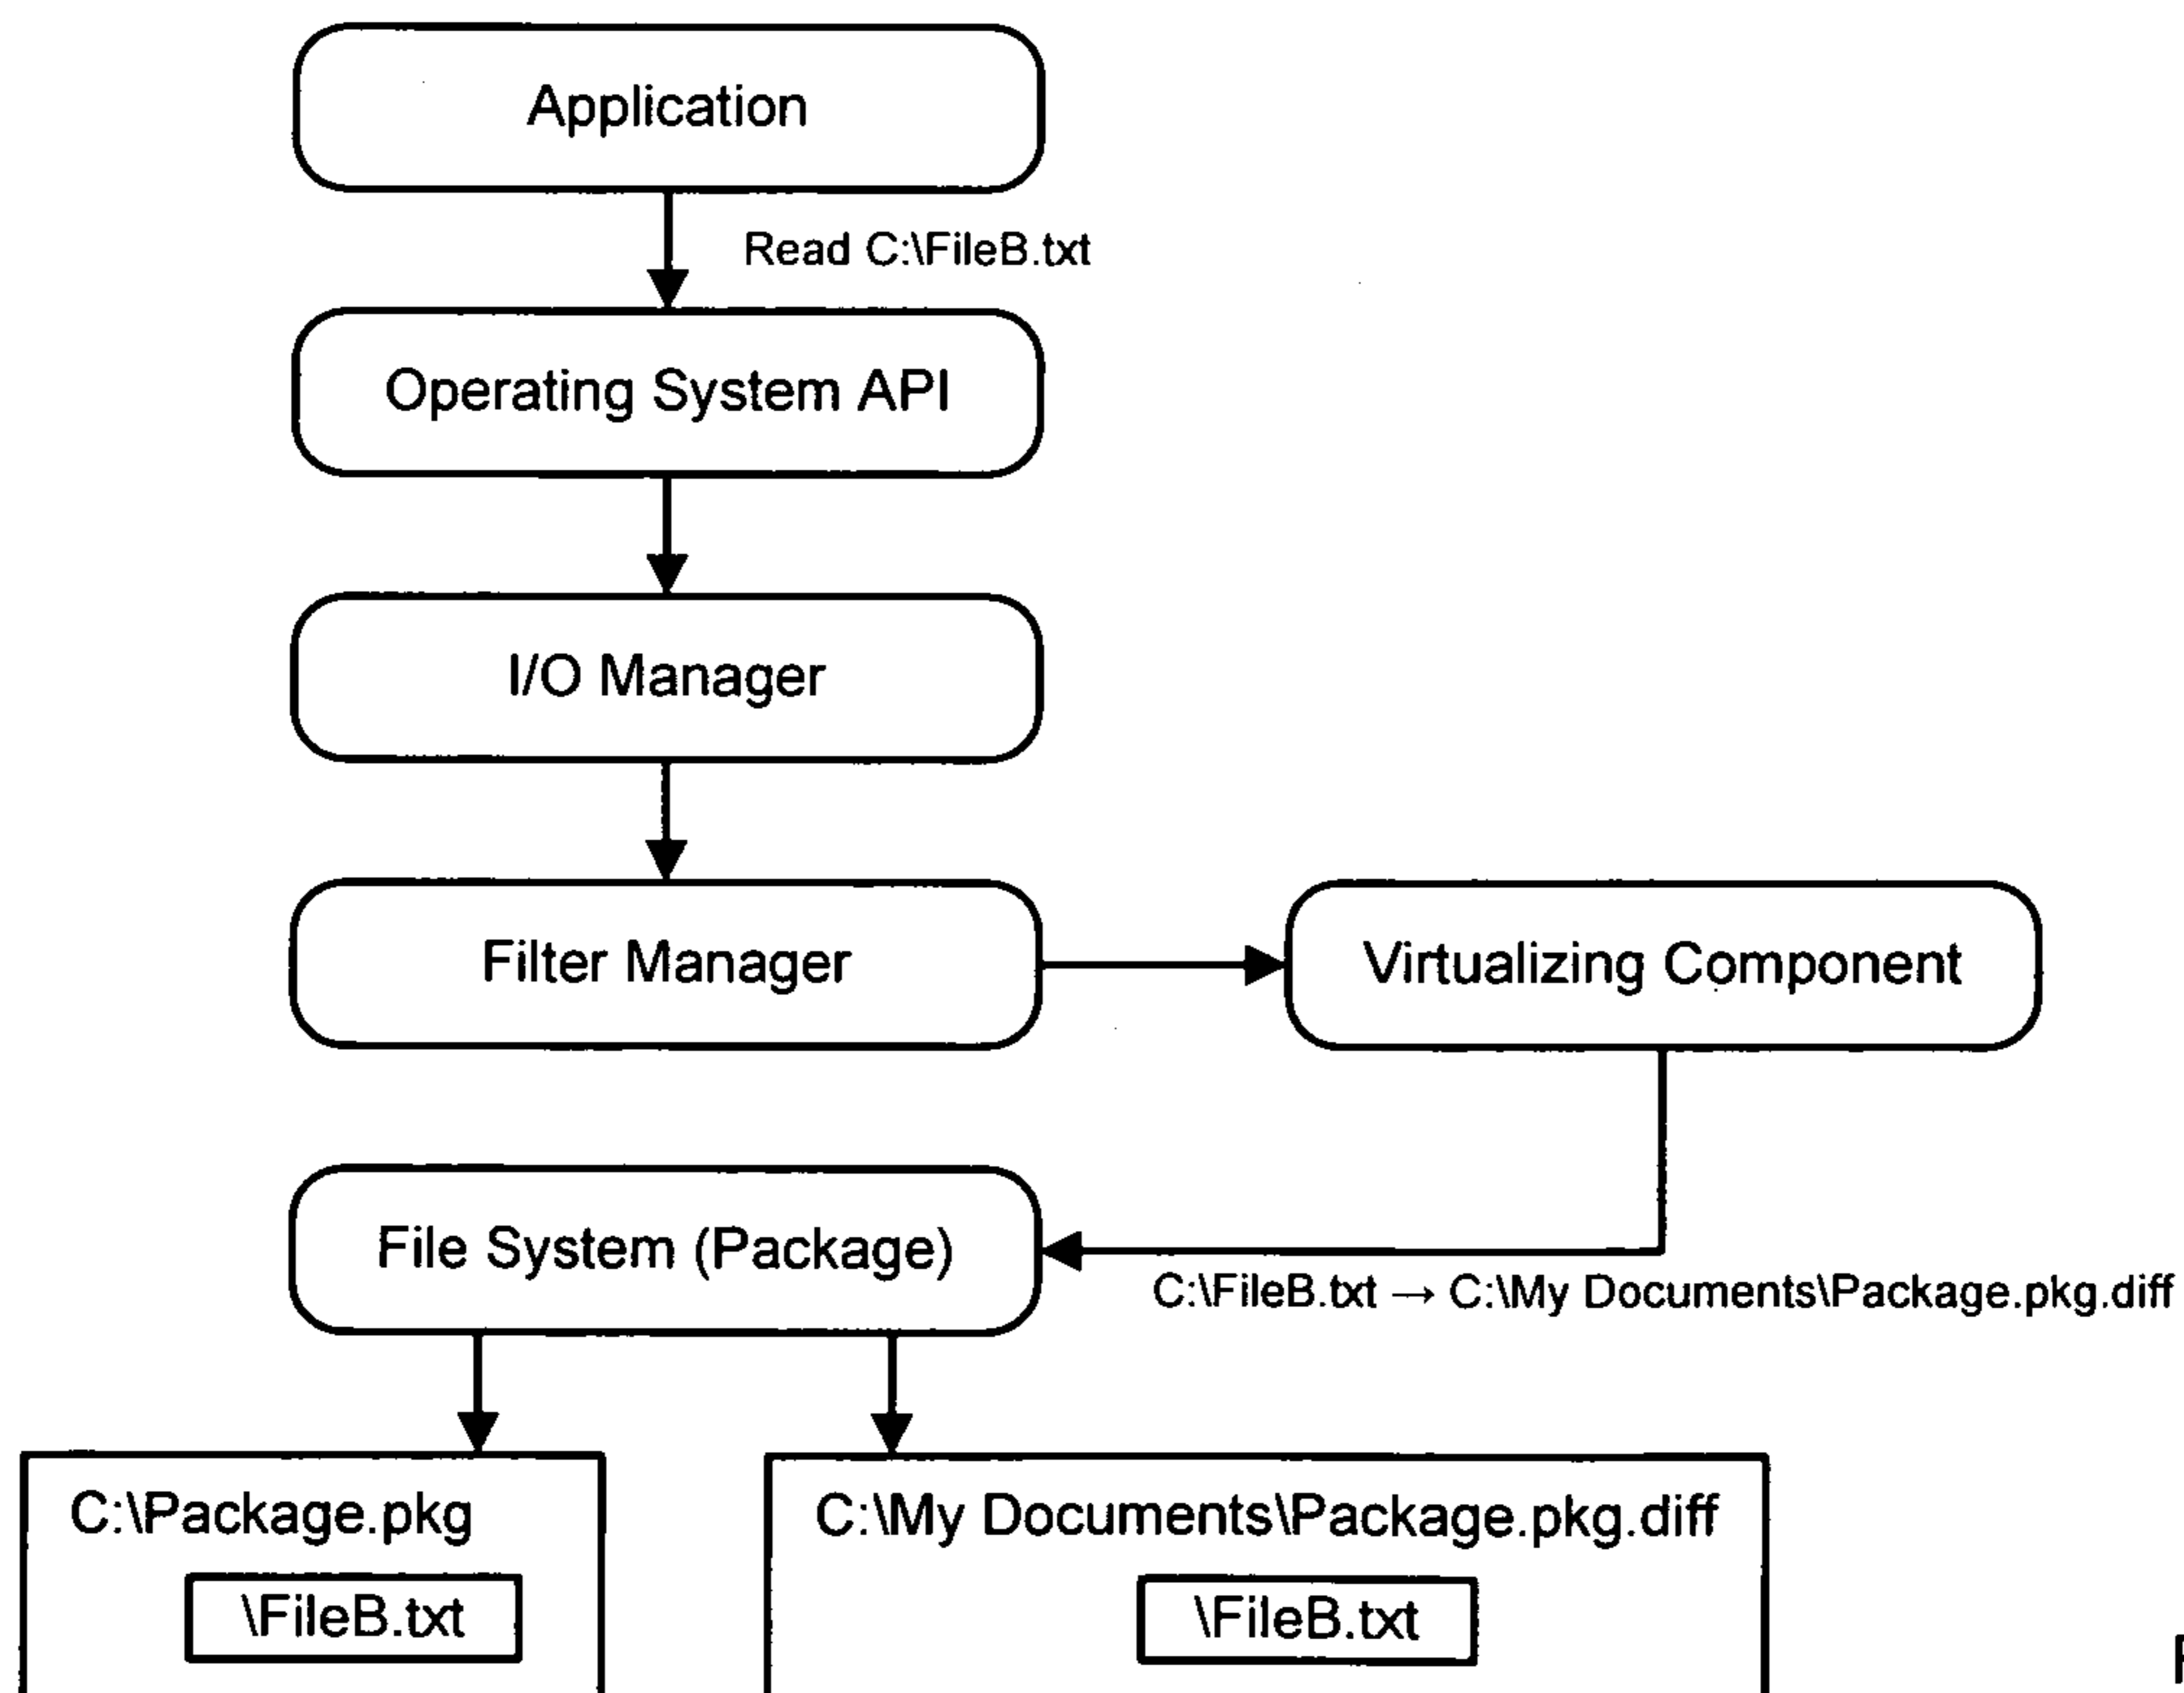 Application
Read C:\FileB.txt
Operating System API
I/O Manager
Filter Manager
Virtualizing Component
File System (Package)
C:\FileB.txt → C:\My Documents\Package.pkg.diff
C:\Package.pkg
\FileB.txt
C:\My Documents\Package.pkg.diff
\FileB.txt